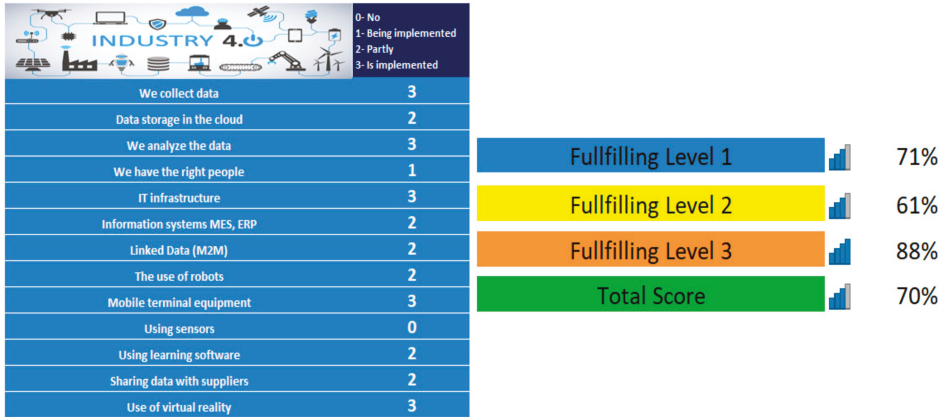 INDUSTRY 4.0
0- No
1- Being implemented
2- Partly
3- Is implemented
We collect data 3
Data storage in the cloud 2
We analyze the data 3
We have the right people 1
IT infrastructure 3
Information systems MES, ERP 2
Linked Data (M2M) 2
The use of robots 2
Mobile terminal equipment 3
Using sensors 0
Using learning software 2
Sharing data with suppliers 2
Use of virtual reality 3
Fullfilling Level 1 71%
Fullfilling Level 2 61%
Fullfilling Level 3 88%
Total Score 70%